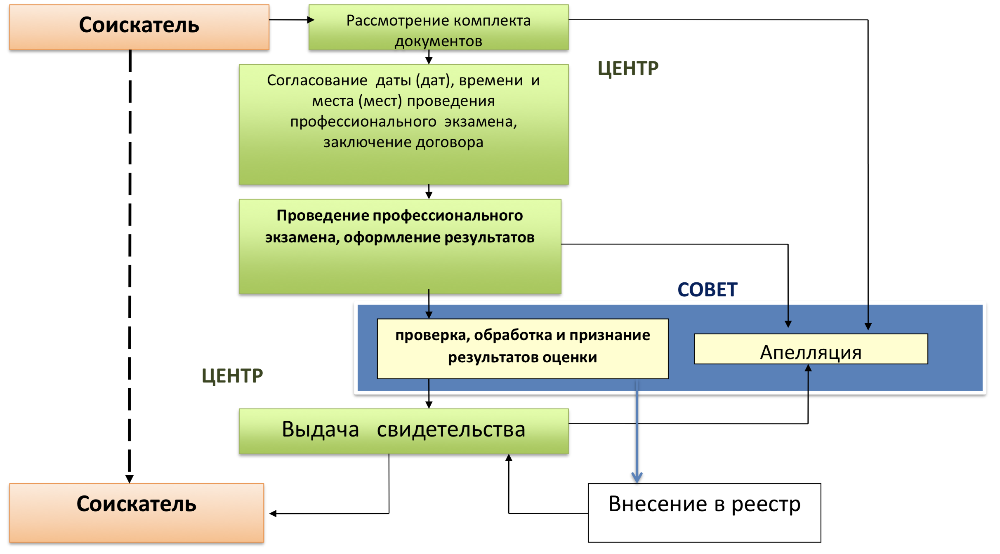 Соискатель
Рассмотрение комплекта
документов
ЦЕНТР
Согласование даты (дат), времени и
места (мест) проведения
профессионального экзамена,
заключение договора
Проведение профессионального
экзамена, оформление результатов
СОВЕТ
проверка, обработка и признание
результатов оценки
Апелляция
ЦЕНТР
Выдача свидетельства
Соискатель
Внесение в реестр